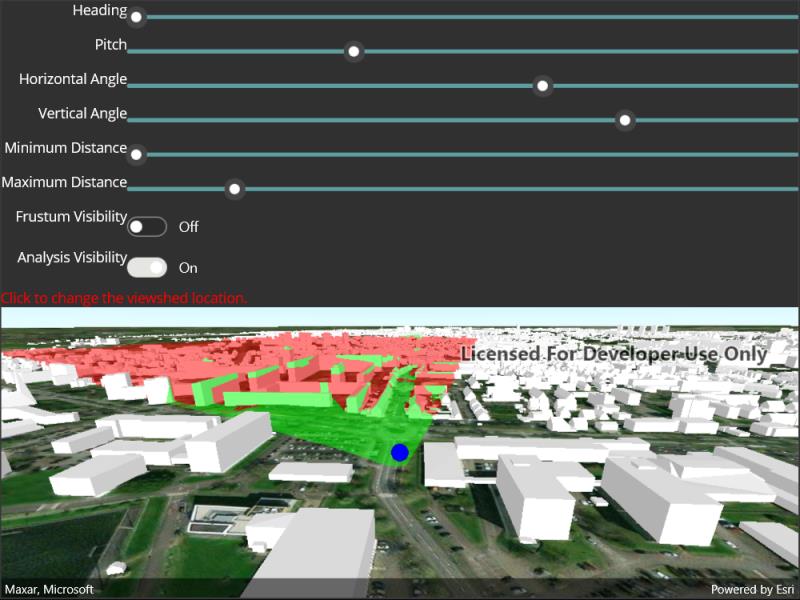 Heading
Pitch
Horizontal Angle
Vertical Angle
Minimum Distance
Maximum Distance
Frustum Visibility Off
Analysis Visibility On
Click to change the viewshed location.
Licensed For Developer Use Only
Maxar, Microsoft Powered by Esri